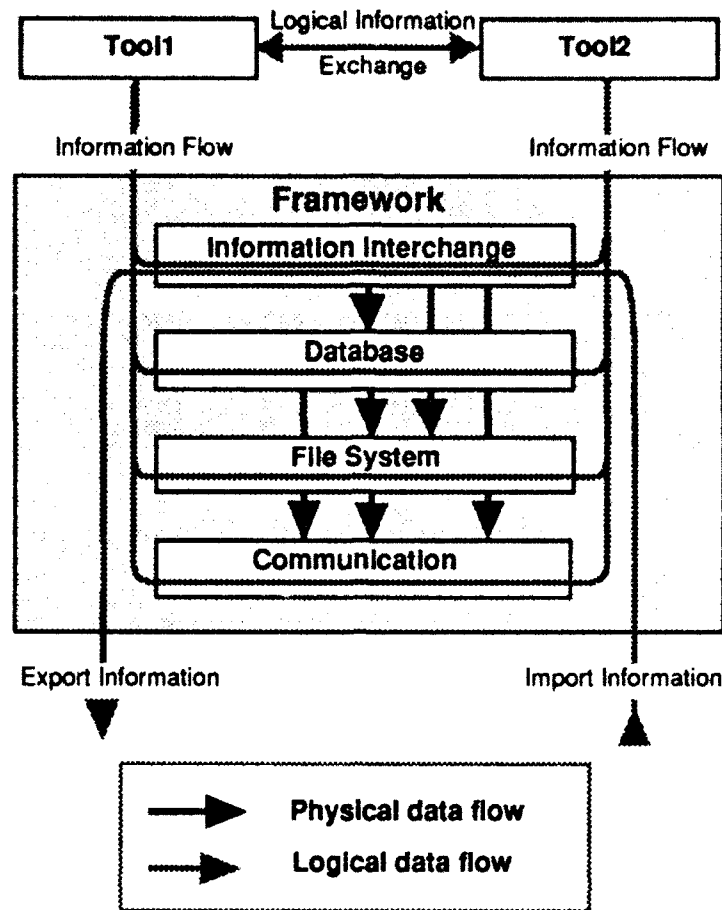 Tool1
Logical Information
Exchange
Tool2
Information Flow
Information Flow
Framework
Information Interchange
Database
File System
Communication
Export Information
Import Information
Physical data flow
Logical data flow